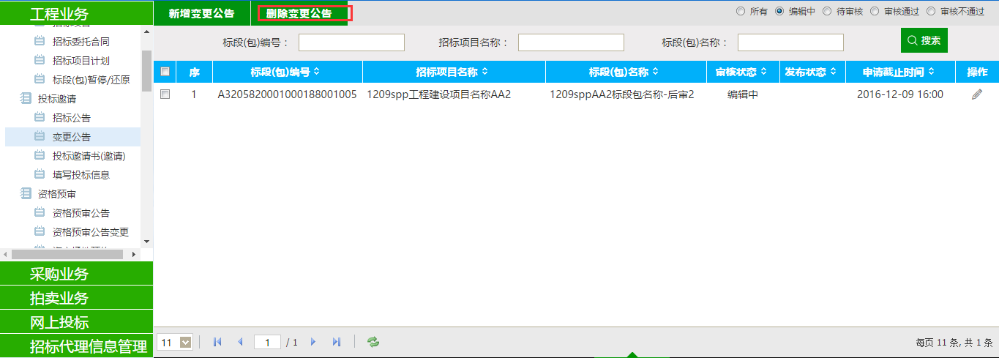 工程业务
招标项目
招标委托合同
招标项目计划
标段(包)暂停/还原
投标邀请
招标公告
变更公告
投标邀请书(邀请)
填写投标信息
资格预审
资格预审公告
资格预审公告变更
采购业务
拍卖业务
网上投标
招标代理信息管理
新增变更公告 删除变更公告 所有 编辑中 待审核 审核通过 审核不通过
标段(包)编号： 招标项目名称： 标段(包)名称： 搜索
序 标段(包)编号 招标项目名称 标段(包)名称 审核状态 发布状态 申请截止时间 操作
1 A3205820001000188001005 1209spp工程建设项目名称AA2 1209sppAA2标段包名称-后审2 编辑中 2016-12-09 16:00
11 1 / 1 每页 11 条, 共 1 条